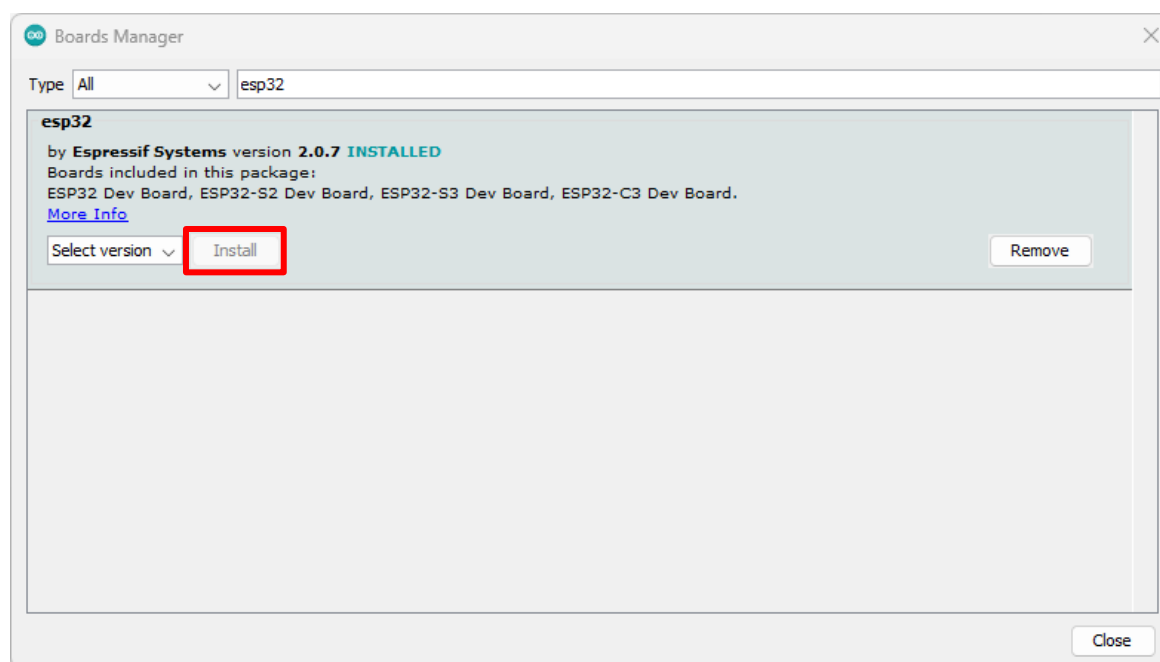 Boards Manager
Type All esp32
esp32
by Espressif Systems version 2.0.7 INSTALLED
Boards included in this package:
ESP32 Dev Board, ESP32-S2 Dev Board, ESP32-S3 Dev Board, ESP32-C3 Dev Board.
More Info
Select version Install Remove
Close